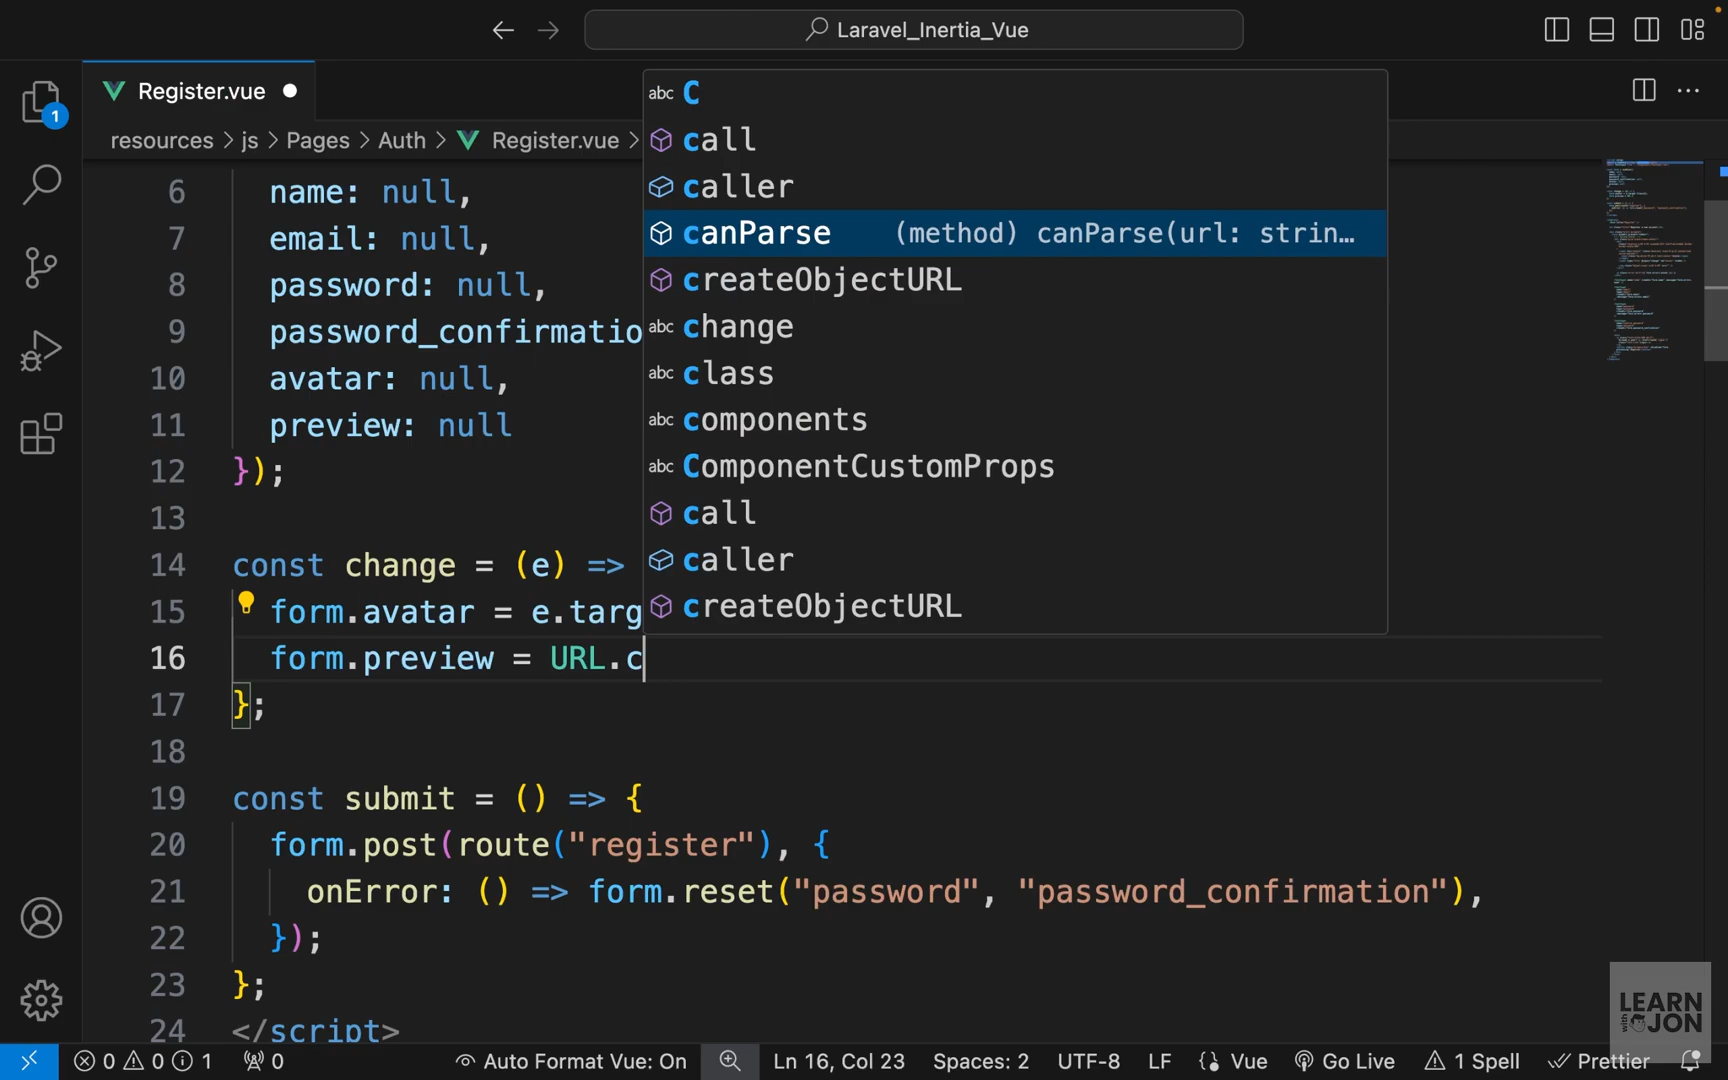 Laravel_Inertia_Vue
1
Register.vue
resources > js > Pages > Auth > Register.vue >
abc C
call
caller
canParse (method) canParse(url: strin…
createObjectURL
abc change
abc class
abc components
abc ComponentCustomProps
call
caller
createObjectURL
6 name: null,
7 email: null,
8 password: null,
9 password_confirmatio
10 avatar: null,
11 preview: null
12 });
13
14 const change = (e) =>
15 form.avatar = e.targ
16 form.preview = URL.c
17 };
18
19 const submit = () => {
20 form.post(route("register"), {
21 onError: () => form.reset("password", "password_confirmation"),
22 });
23 };
24 </script>
LEARN
with JON
0 0 1 0 Auto Format Vue: On Ln 16, Col 23 Spaces: 2 UTF-8 LF {} Vue Go Live 1 Spell Prettier